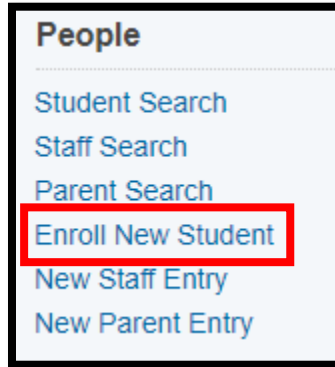 People
Student Search
Staff Search
Parent Search
Enroll New Student
New Staff Entry
New Parent Entry